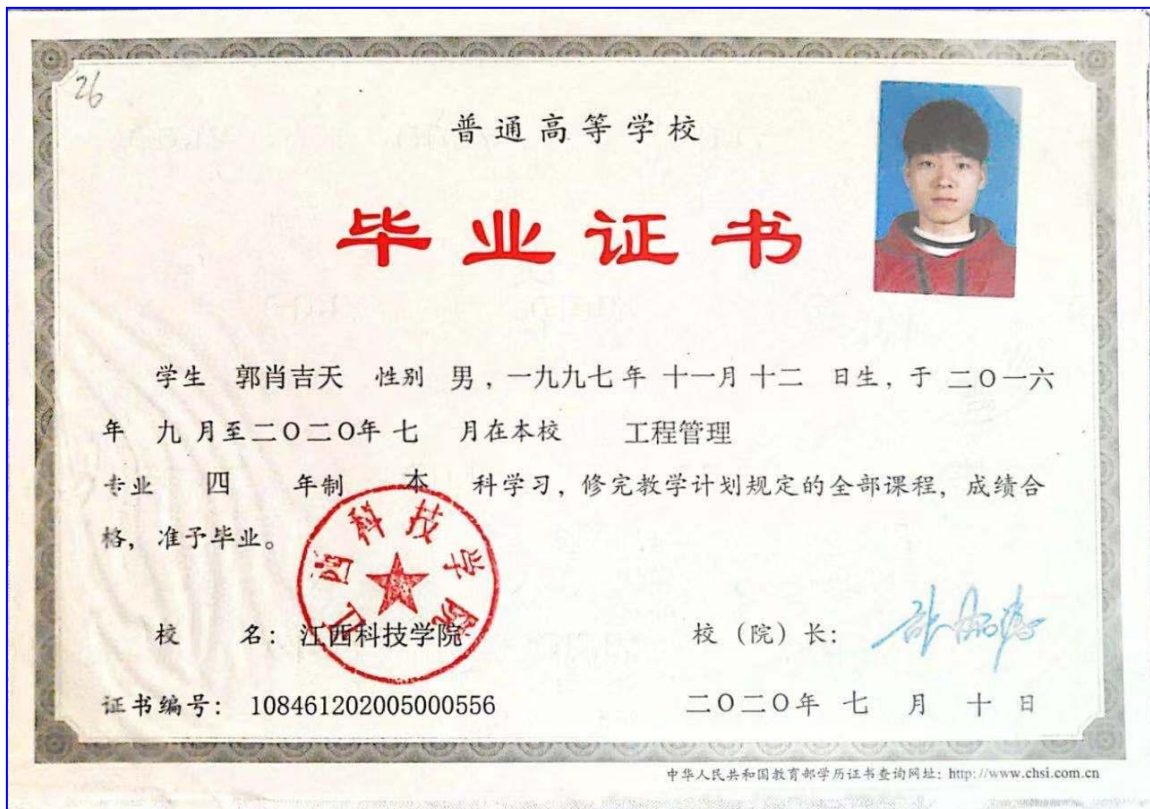 26
普通高等学校
毕业证书
学生 郭肖吉天 性别 男，一九九七年 十一月 十二 日生，于 二〇一六
年 九 月至二〇二〇年 七 月在本校 工程管理
专业 四 年制 本 科学习，修完教学计划规定的全部课程，成绩合
格，准予毕业。
江西科技学院
校 名：江西科技学院 校（院）长：
证书编号：108461202005000556 二〇二〇年 七 月 十 日
中华人民共和国教育部学历证书查询网址：http://www.chsi.com.cn